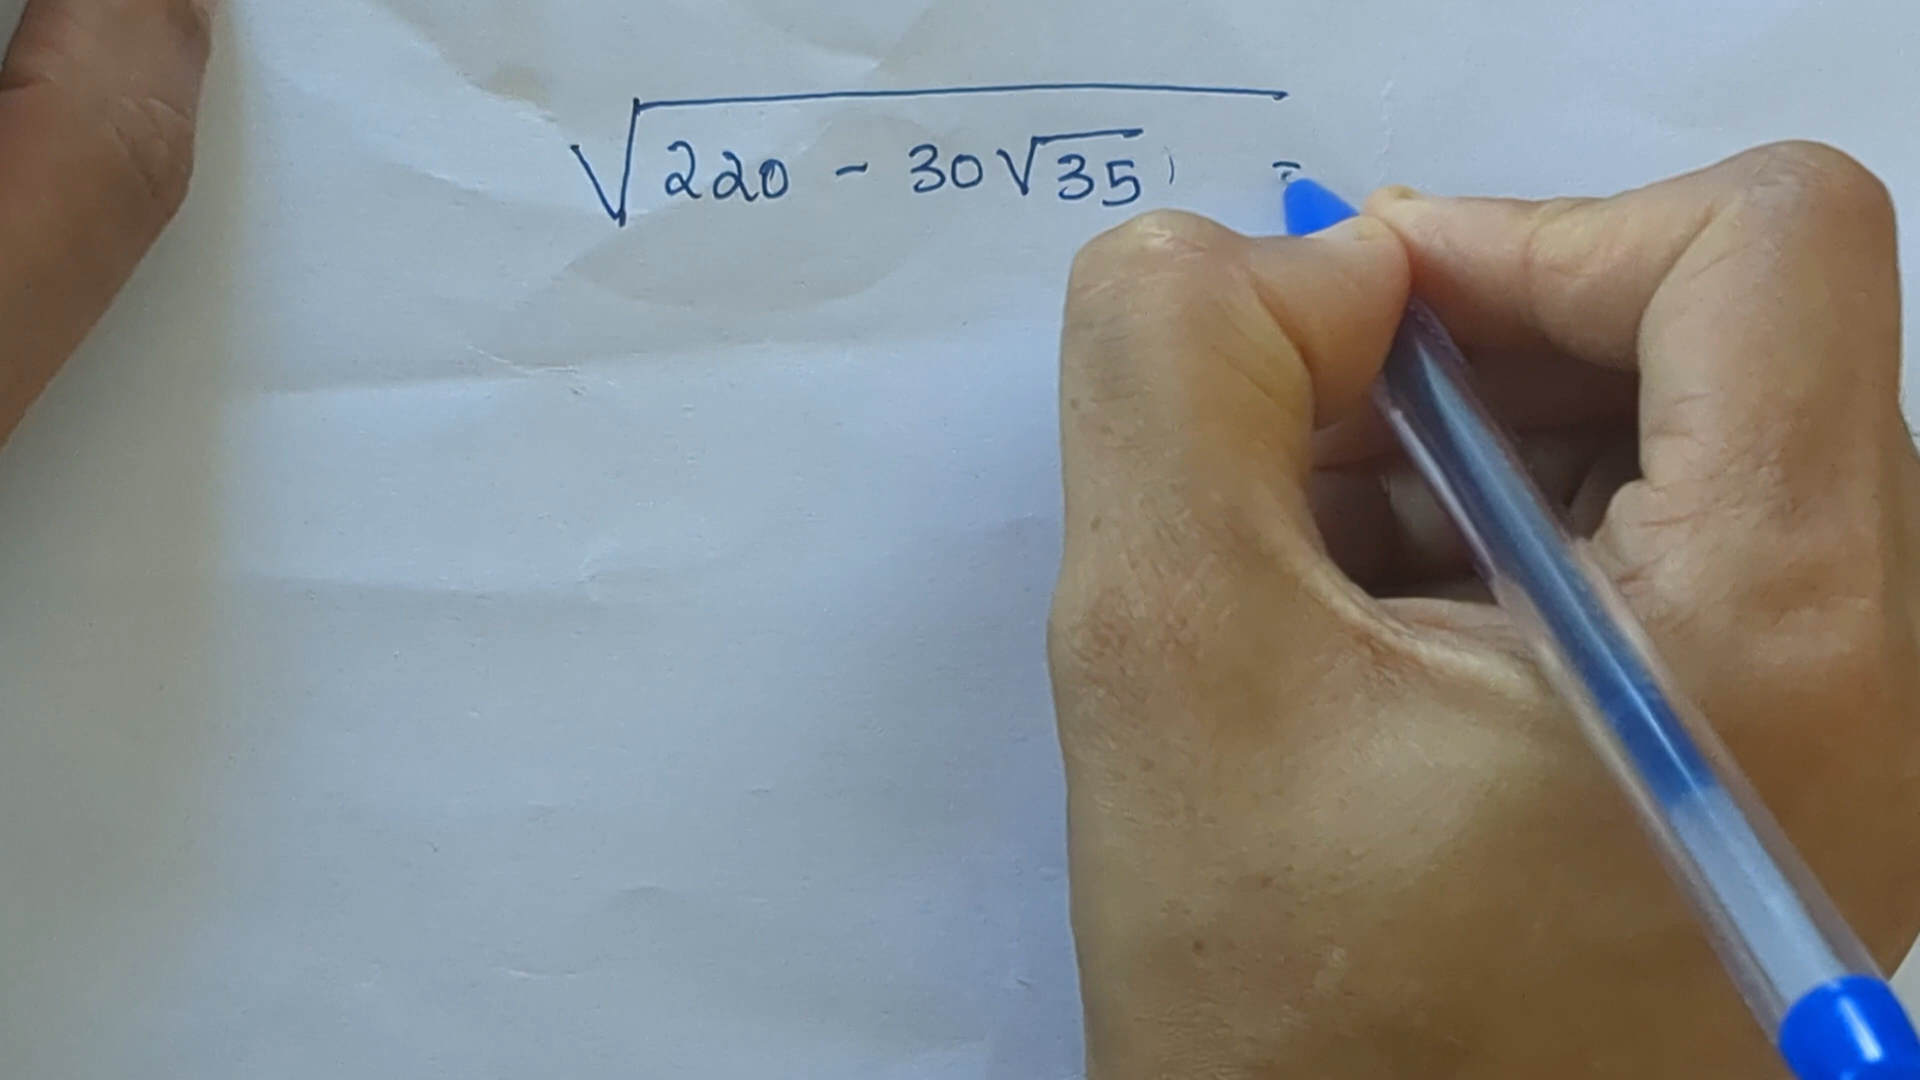 √(220 - 30√35) =